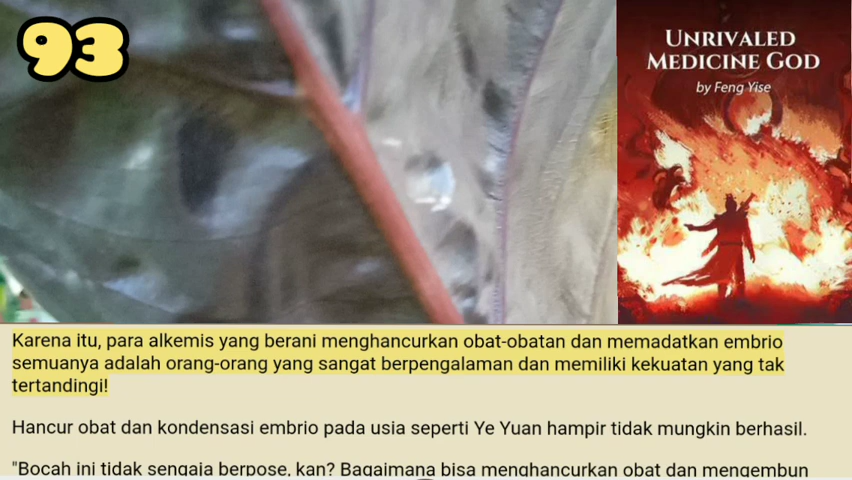 93
UNRIVALED
MEDICINE GOD
by Feng Yise
Karena itu, para alkemis yang berani menghancurkan obat-obatan dan memadatkan embrio
semuanya adalah orang-orang yang sangat berpengalaman dan memiliki kekuatan yang tak
tertandingi!
Hancur obat dan kondensasi embrio pada usia seperti Ye Yuan hampir tidak mungkin berhasil.
"Bocah ini tidak sengaja berpose, kan? Bagaimana bisa menghancurkan obat dan mengembun